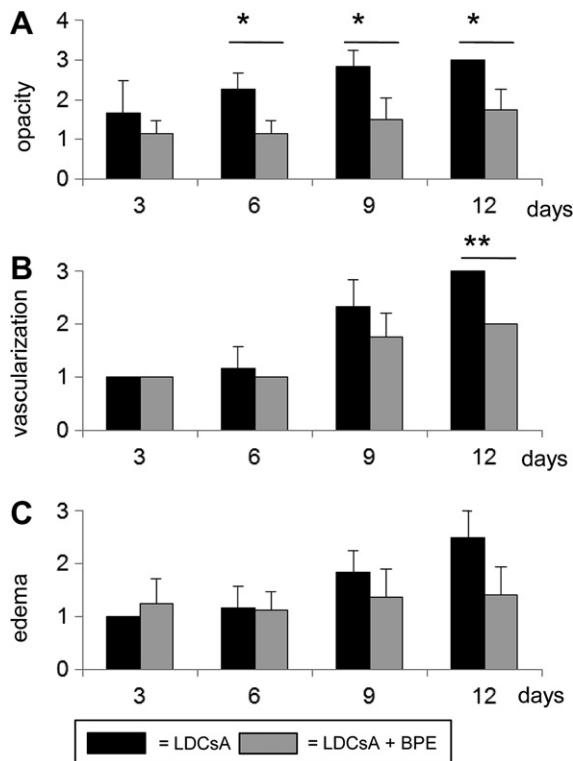 A
* * *
4
3
2
1
0
opacity
3 6 9 12 days
B
**
3
2
1
0
vascularization
3 6 9 12 days
C
3
2
1
0
edema
3 6 9 12 days
= LDCsA = LDCsA + BPE